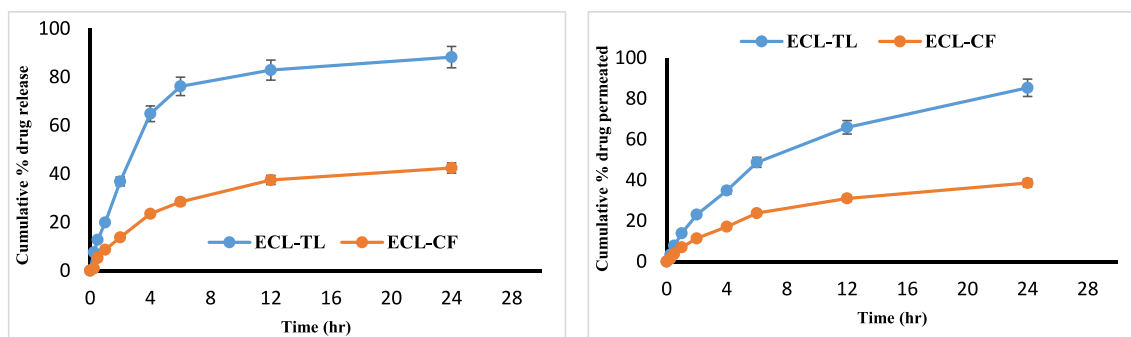 Cumulative % drug release
100
80
60
40
20
0
ECL-TL ECL-CF
0 4 8 12 16 20 24 28
Time (hr)
ECL-TL ECL-CF
Cumulative % drug permeated
100
80
60
40
20
0
0 4 8 12 16 20 24 28
Time (hr)